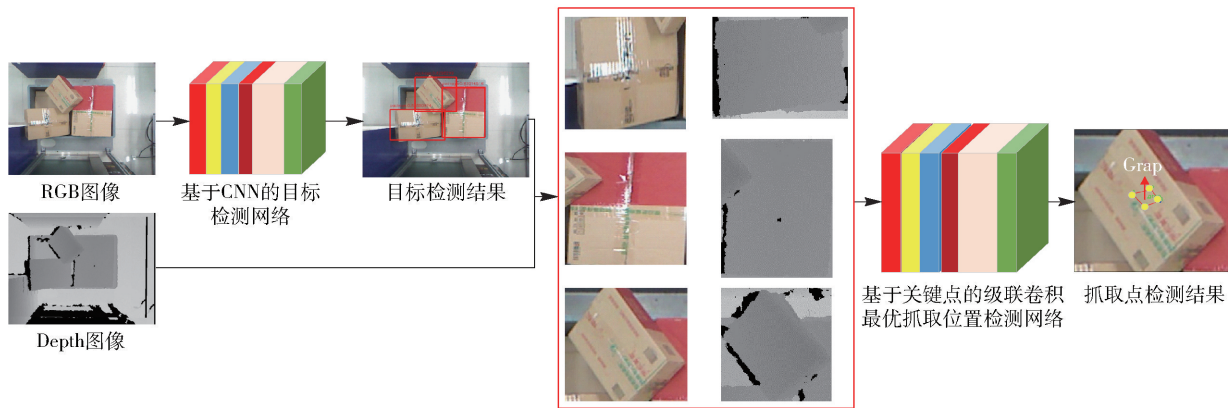 RGB图像
基于CNN的目标
检测网络
目标检测结果
Depth图像
基于关键点的级联卷积
最优抓取位置检测网络
Grap
抓取点检测结果